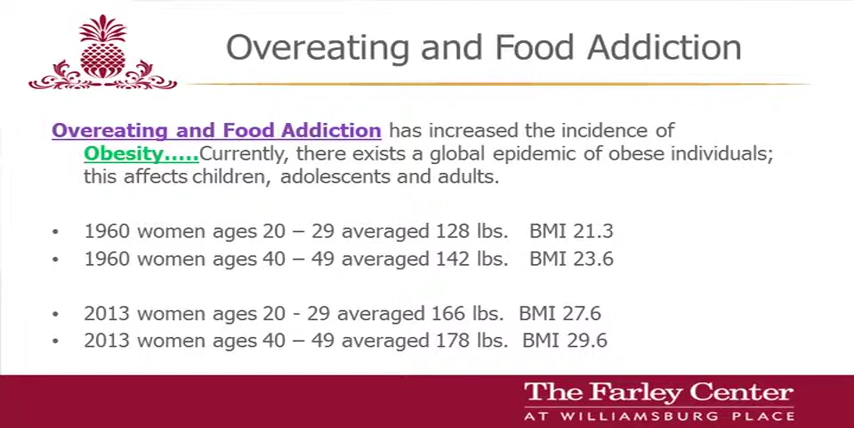 Overeating and Food Addiction
Overeating and Food Addiction has increased the incidence of
Obesity.....Currently, there exists a global epidemic of obese individuals;
this affects children, adolescents and adults.
• 1960 women ages 20 – 29 averaged 128 lbs. BMI 21.3
• 1960 women ages 40 – 49 averaged 142 lbs. BMI 23.6
• 2013 women ages 20 - 29 averaged 166 lbs. BMI 27.6
• 2013 women ages 40 – 49 averaged 178 lbs. BMI 29.6
The Farley Center
AT WILLIAMSBURG PLACE